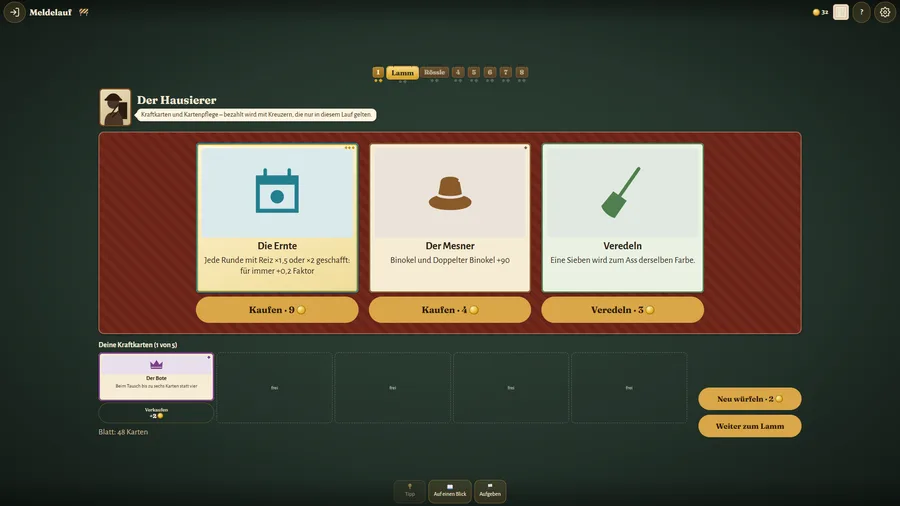 Meldelauf
32
?
1
Lamm
Rössle
4
5
6
7
8
Der Hausierer
Kraftkarten und Kartenpflege – bezahlt wird mit Kreuzern, die nur in diesem Lauf gelten.
Die Ernte
Jede Runde mit Reiz ×1,5 oder ×2 geschafft:
für immer +0,2 Faktor
Kaufen · 9
Der Mesner
Binokel und Doppelter Binokel +90
Kaufen · 4
Veredeln
Eine Sieben wird zum Ass derselben Farbe.
Veredeln · 3
Deine Kraftkarten (1 von 5)
Der Bote
Beim Tausch bis zu sechs Karten statt vier
Verkaufen
+2
frei
frei
frei
frei
Neu würfeln · 2
Weiter zum Lamm
Blatt: 48 Karten
Tipp
Auf einen Blick
Aufgeben